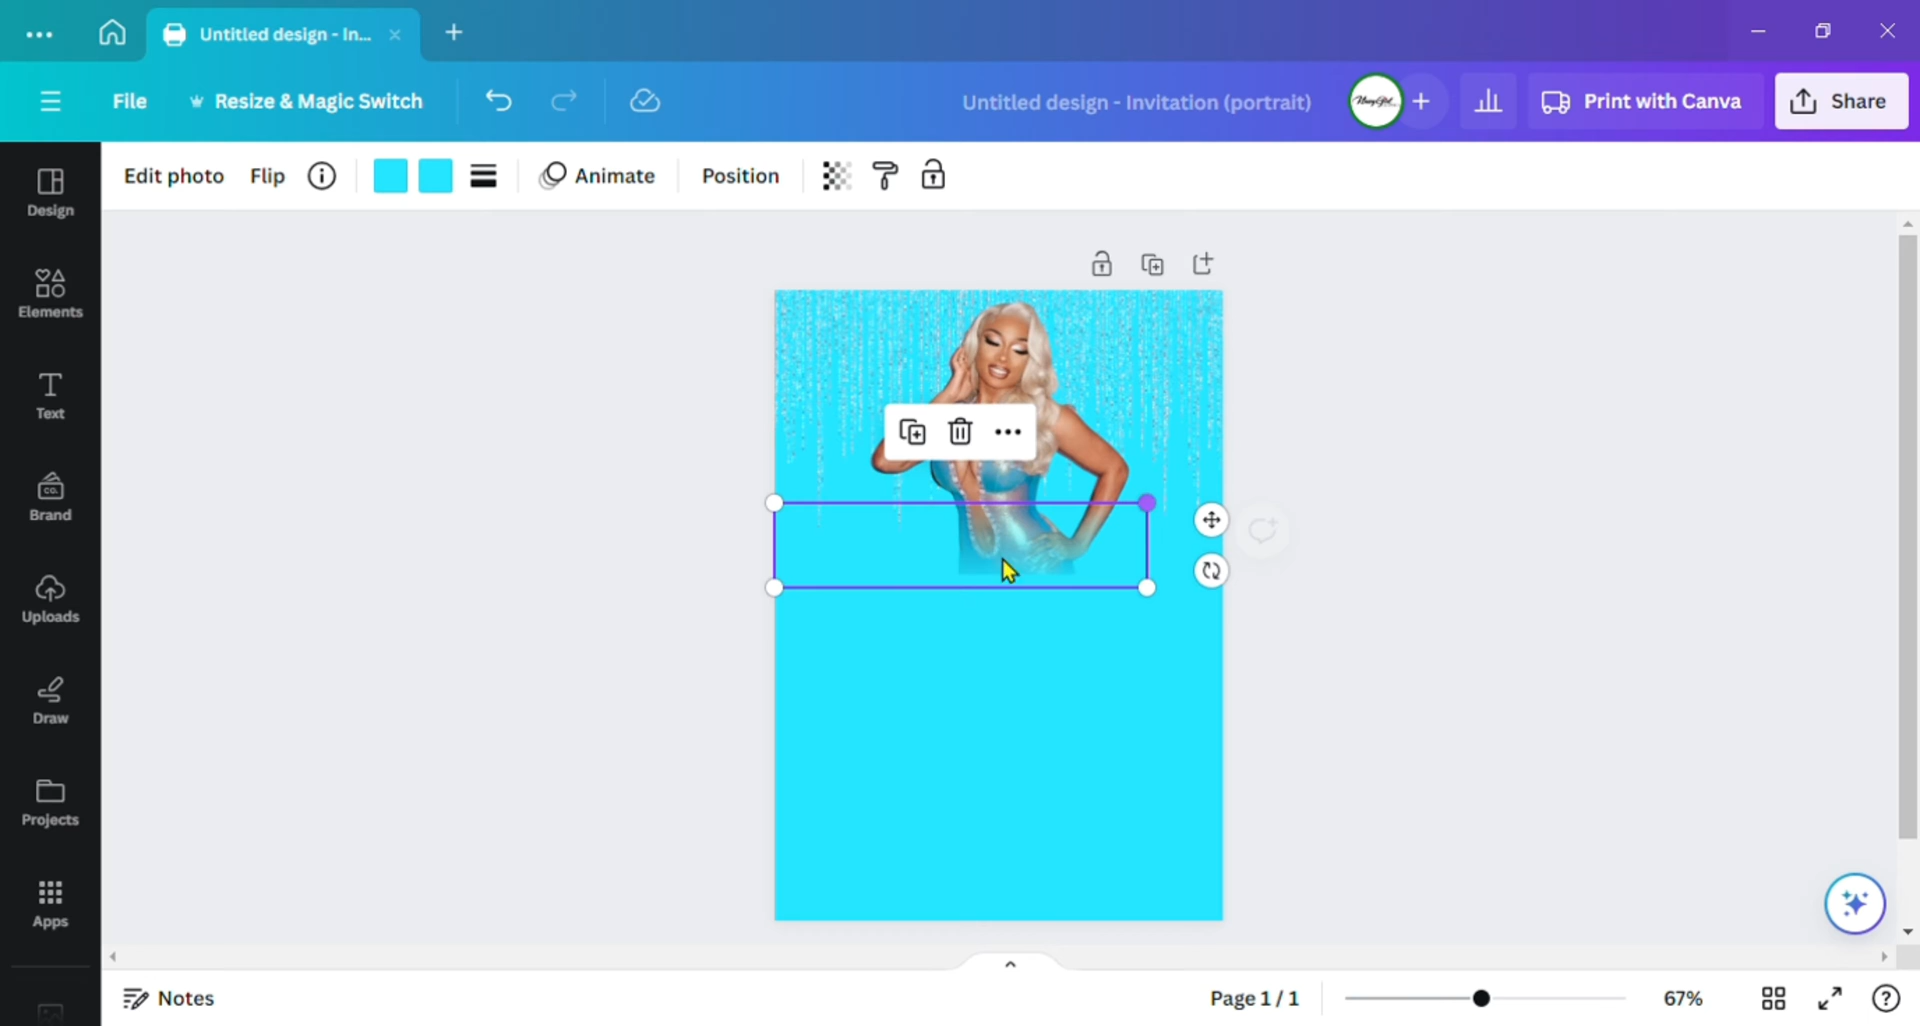 Untitled design - In...
File
Resize & Magic Switch
Untitled design - Invitation (portrait)
Print with Canva
Share
Edit photo
Flip
Animate
Position
Design
Elements
Text
CO.
Brand
Uploads
Draw
Projects
Apps
Notes
Page 1 / 1
67%